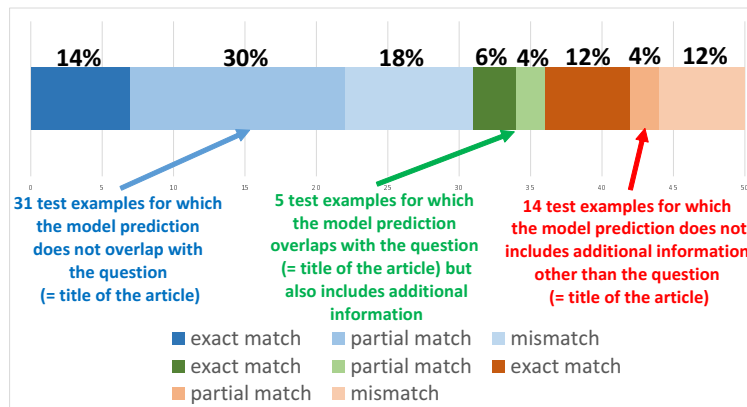 14% 30% 18% 6% 4% 12% 4% 12%
0 5 10 15 20 25 30 35 40 45 50
31 test examples for which
the model prediction
does not overlap with
the question
(= title of the article)
5 test examples for which
the model prediction
overlaps with the question
(= title of the article) but
also includes additional
information
14 test examples for which
the model prediction does not
includes additional information
other than the question
(= title of the article)
exact match partial match mismatch
exact match partial match exact match
partial match mismatch